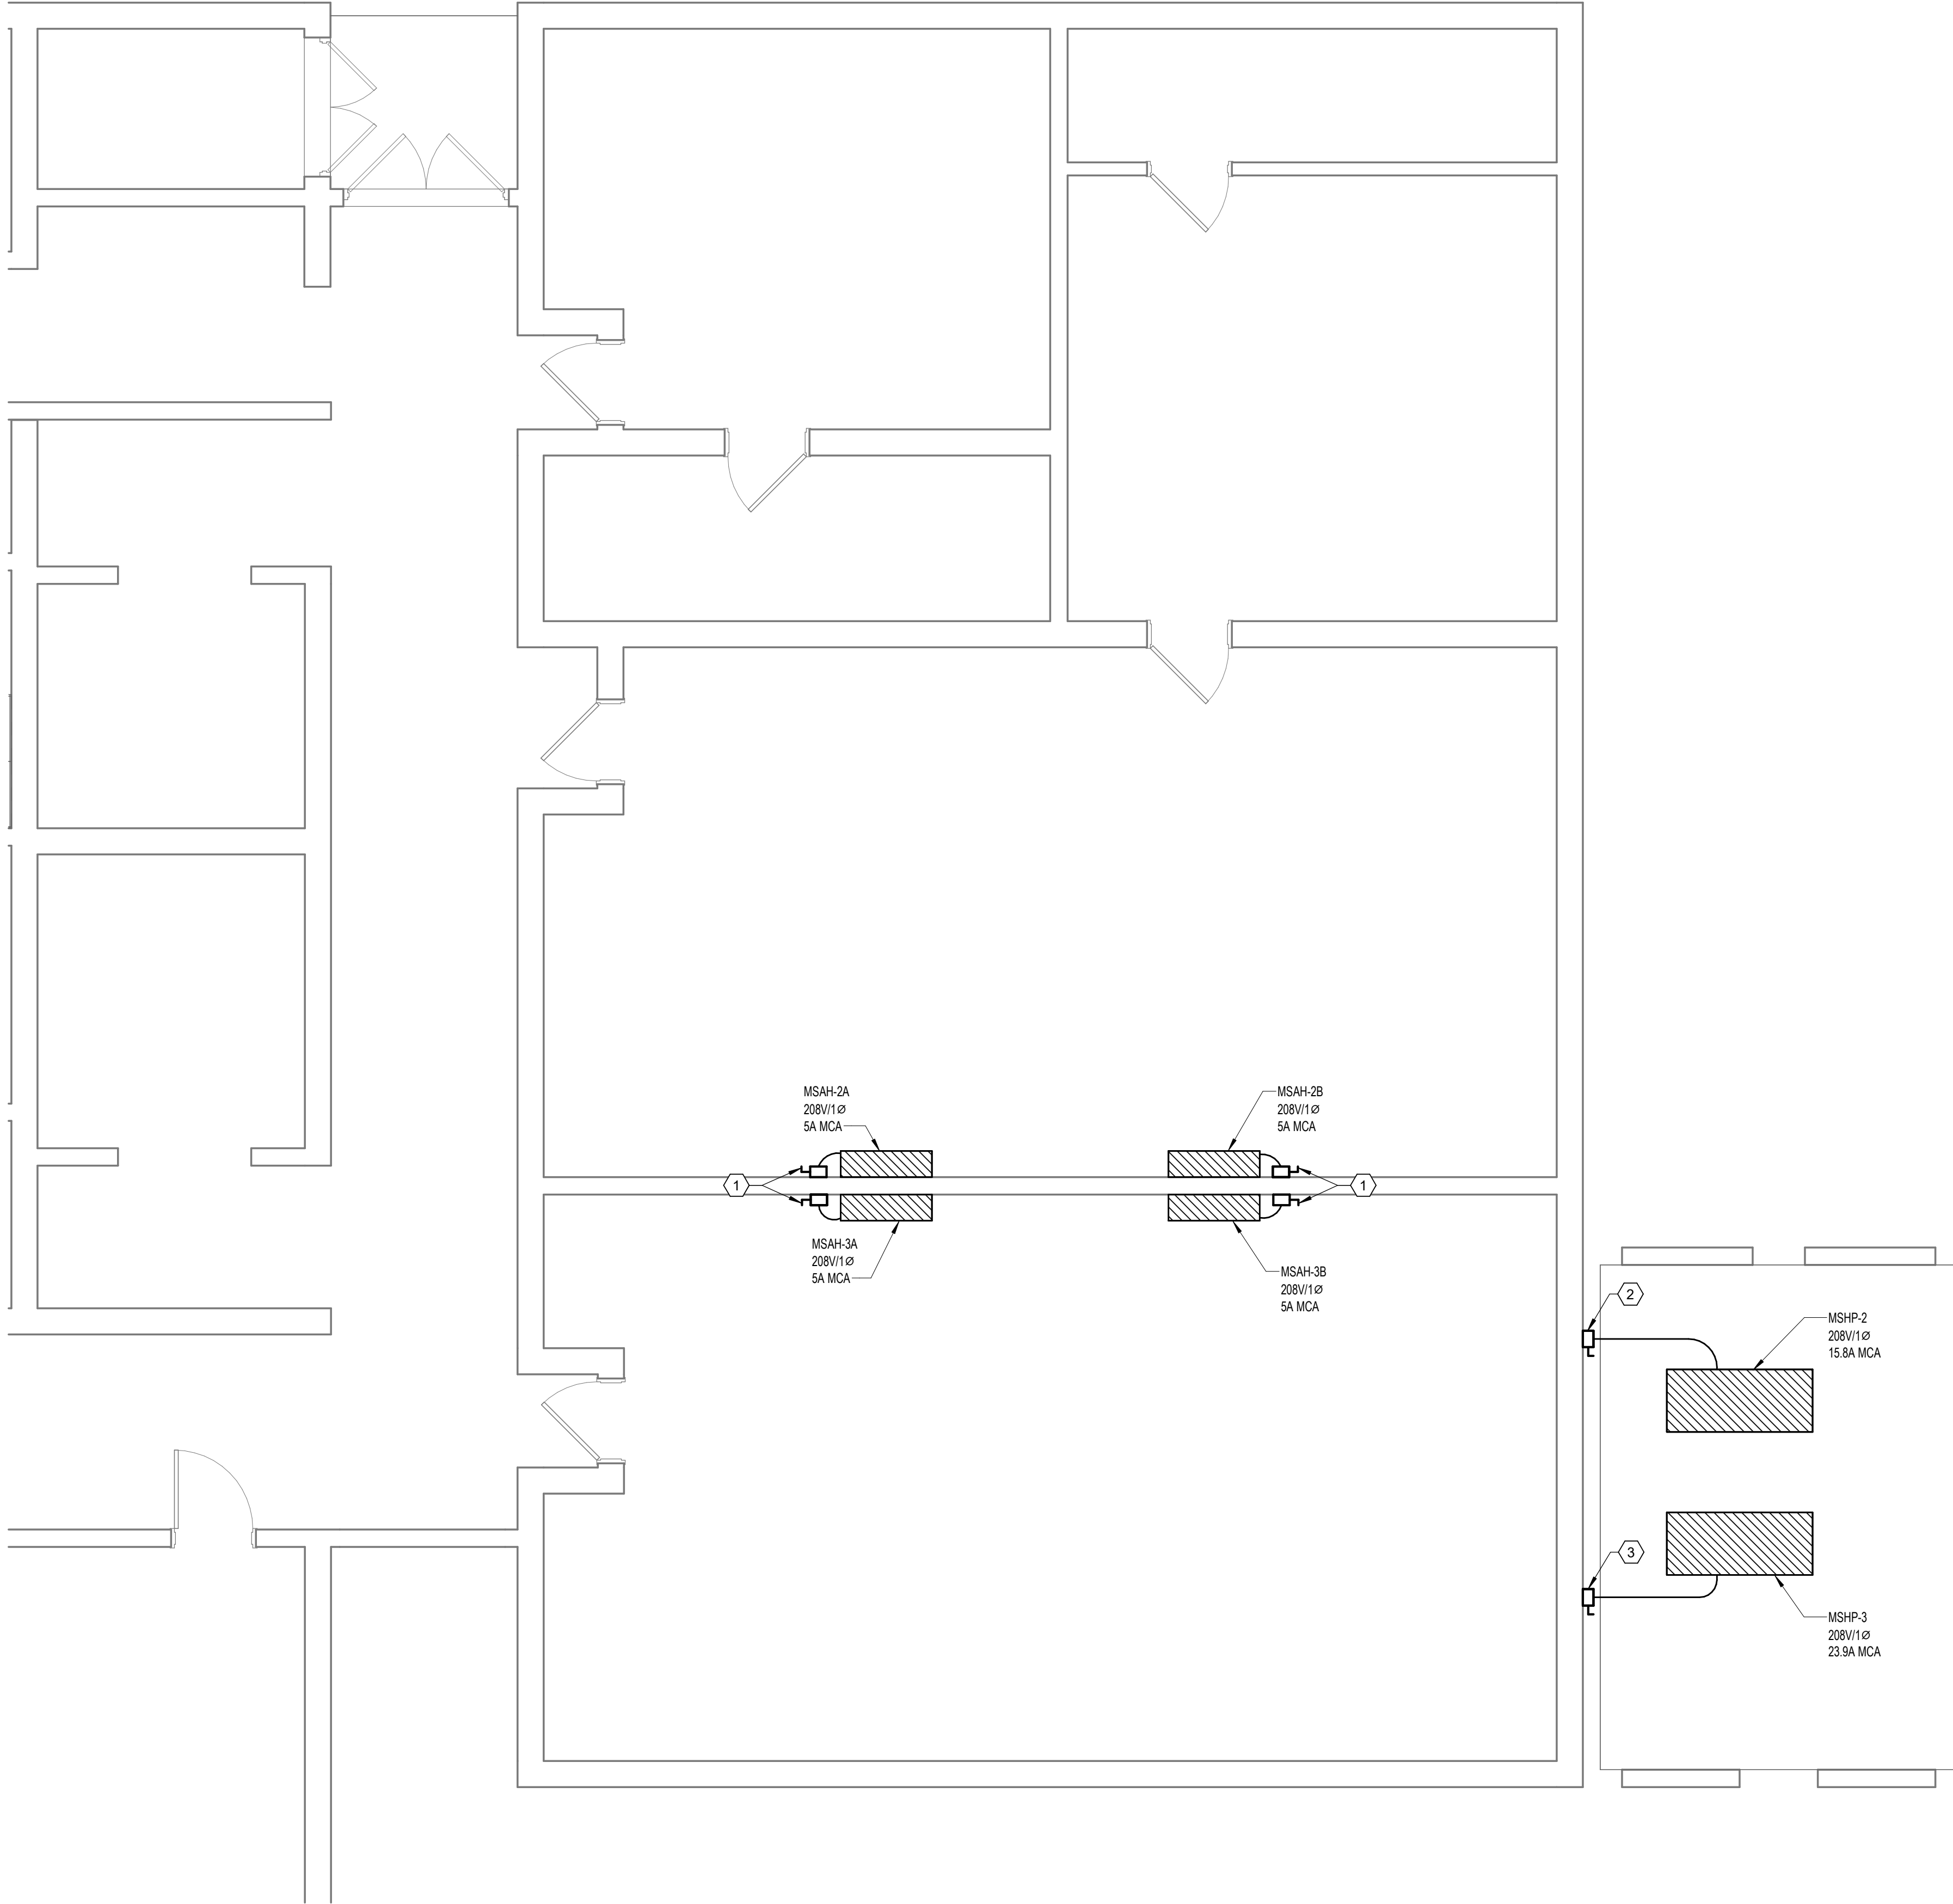 MSAH-2A
208V/1Ø
5A MCA
MSAH-2B
208V/1Ø
5A MCA
1
1
MSAH-3A
208V/1Ø
5A MCA
MSAH-3B
208V/1Ø
5A MCA
2
MSHP-2
208V/1Ø
15.8A MCA
3
MSHP-3
208V/1Ø
23.9A MCA